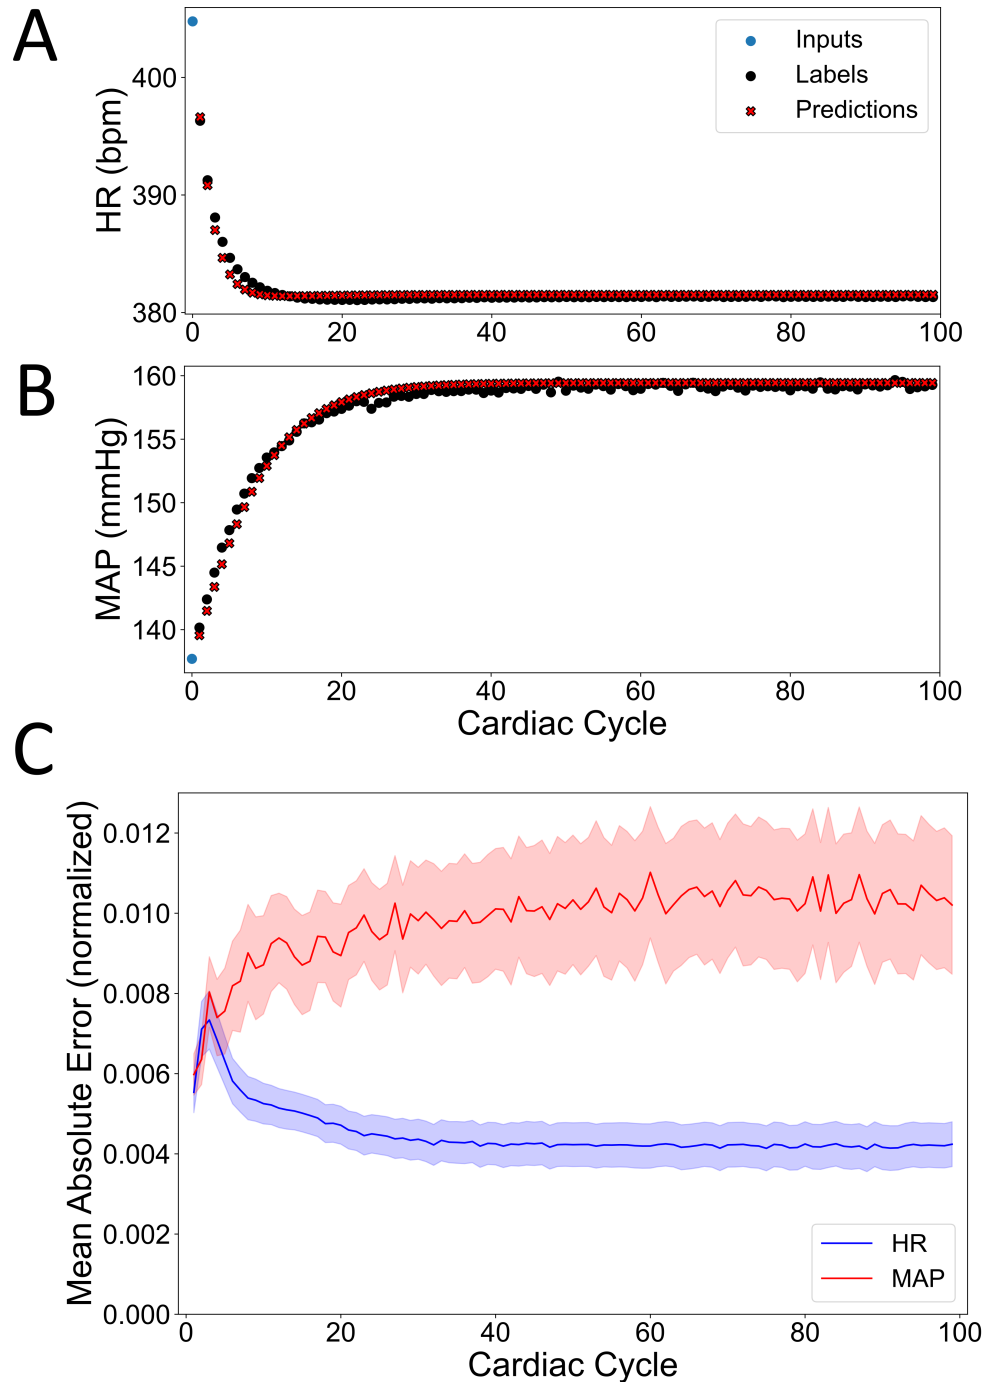 A
HR (bpm)
400
390
380
Inputs
Labels
Predictions
0
20
40
60
80
100
B
MAP (mmHg)
160
155
150
145
140
0
20
40
60
80
100
Cardiac Cycle
C
Mean Absolute Error (normalized)
0.012
0.010
0.008
0.006
0.004
0.002
0.000
HR
MAP
0
20
40
60
80
100
Cardiac Cycle